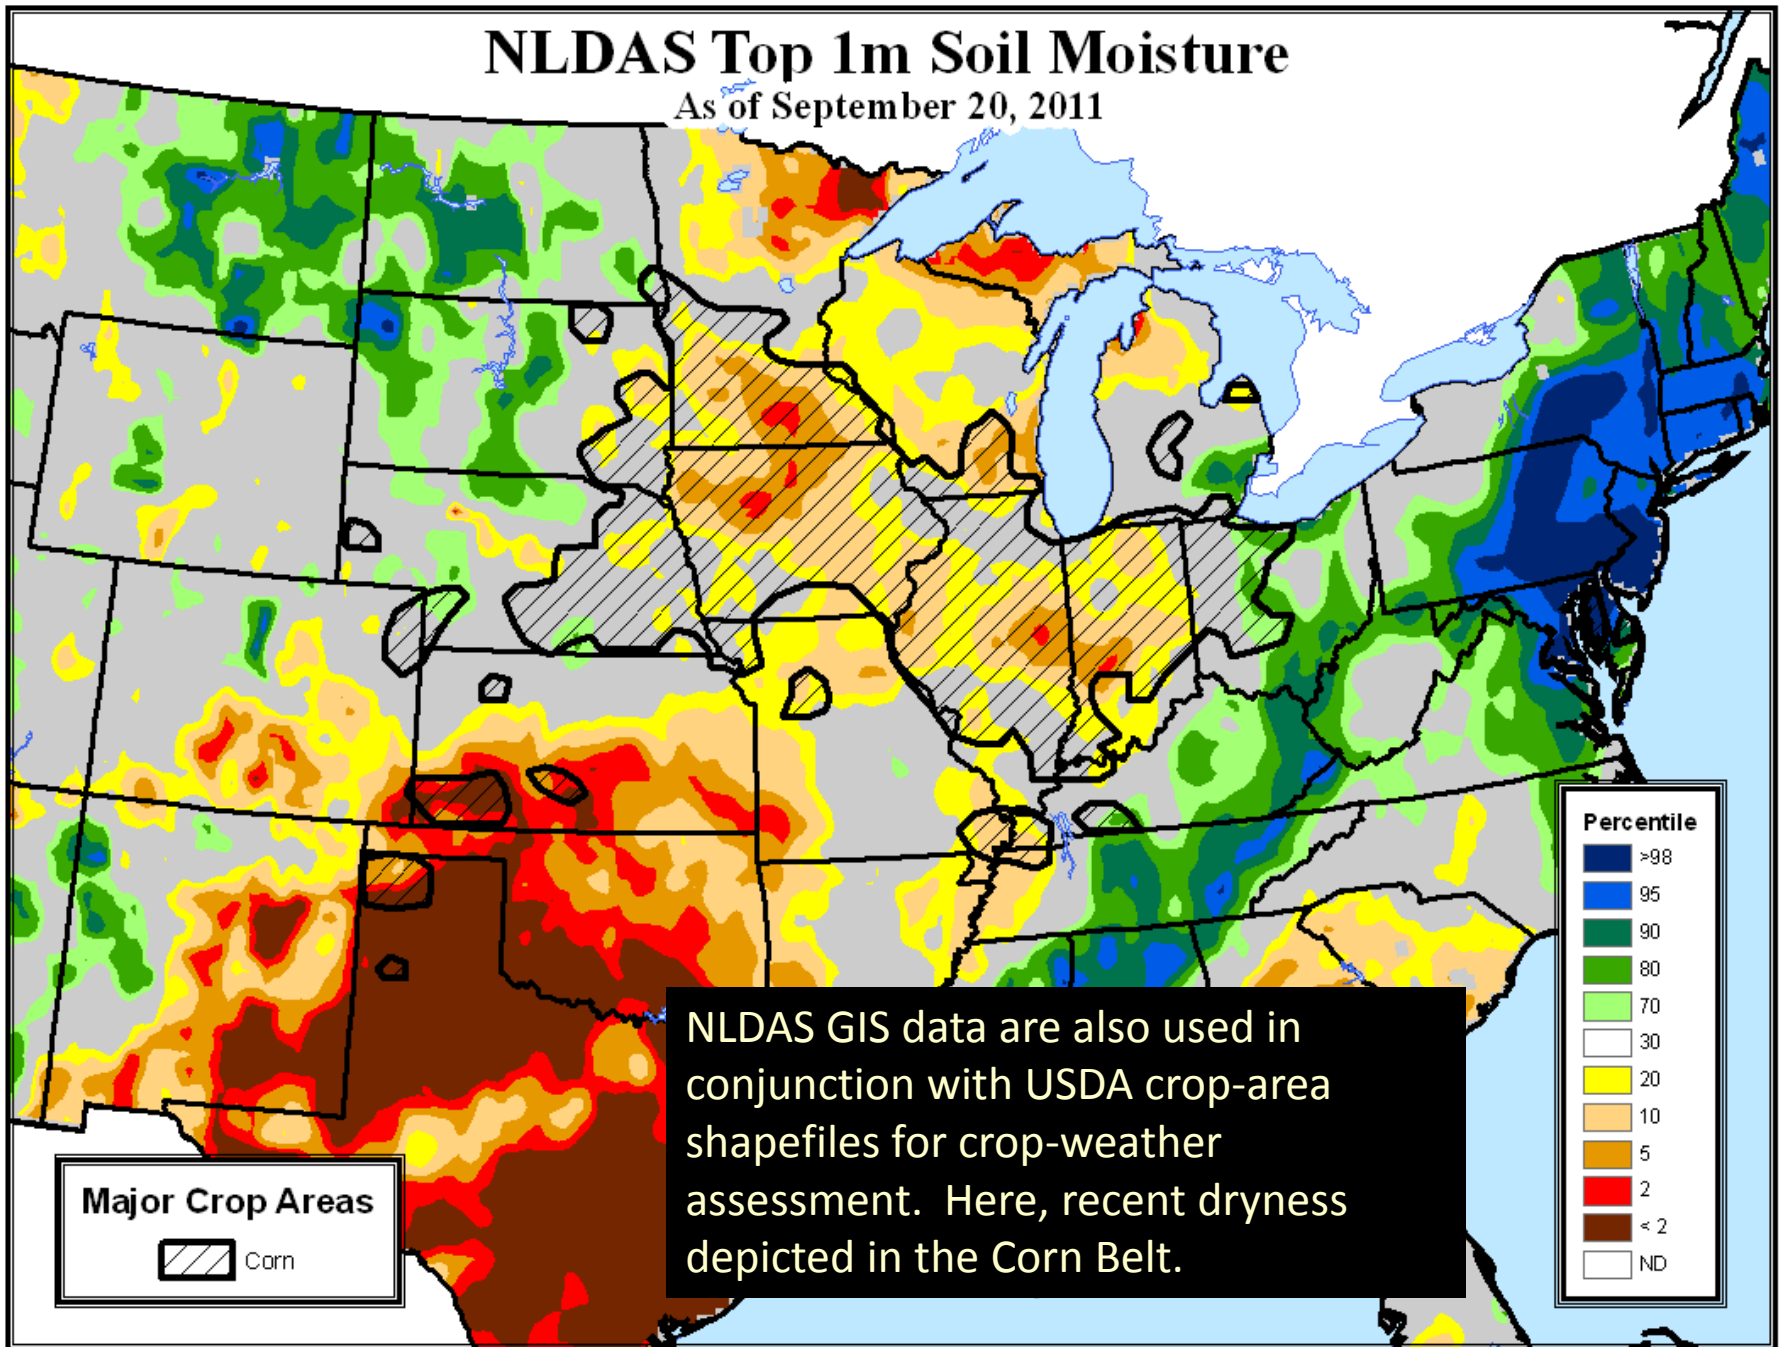 NLDAS Top 1m Soil Moisture
As of September 20, 2011
Percentile
>98
95
90
80
70
30
20
10
5
2
< 2
ND
NLDAS GIS data are also used in
conjunction with USDA crop-area
shapefiles for crop-weather
assessment.  Here, recent dryness
depicted in the Corn Belt.
Major Crop Areas
Corn